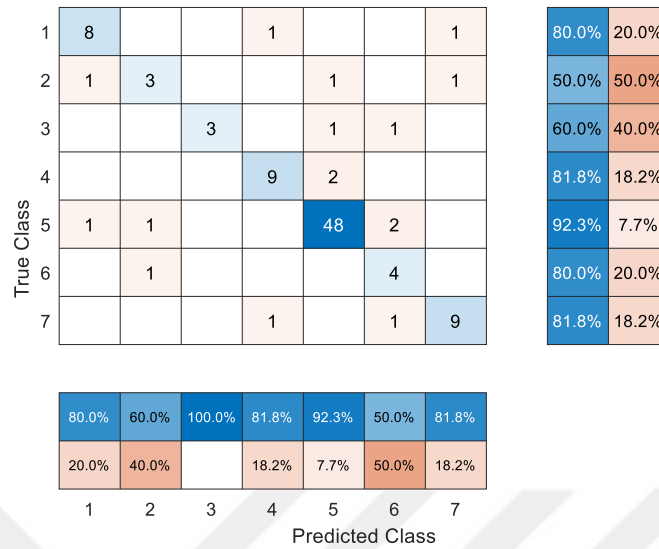 1 8 1 1 80.0% 20.0%
2 1 3 1 1 50.0% 50.0%
3 3 1 1 60.0% 40.0%
4 9 2 81.8% 18.2%
5 1 1 48 2 92.3% 7.7%
6 1 4 80.0% 20.0%
7 1 1 9 81.8% 18.2%
True Class
80.0% 60.0% 100.0% 81.8% 92.3% 50.0% 81.8%
20.0% 40.0% 18.2% 7.7% 50.0% 18.2%
1 2 3 4 5 6 7
Predicted Class